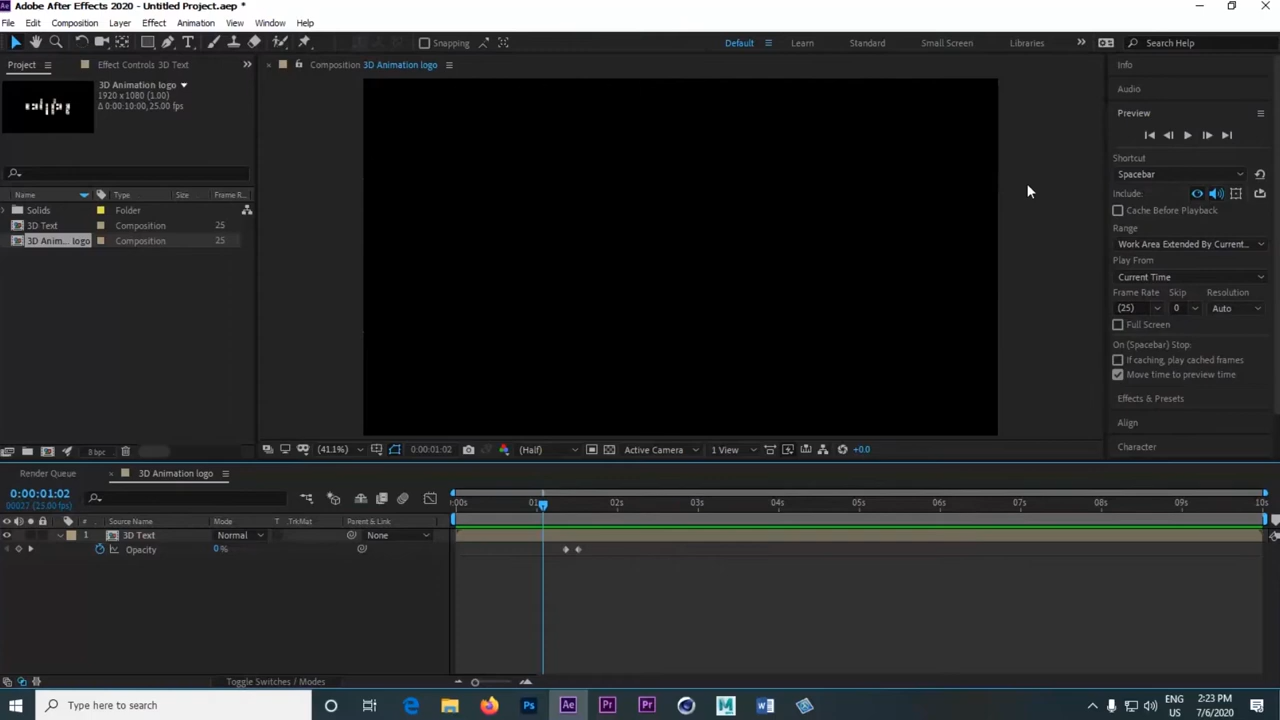 Adobe After Effects 2020 - Untitled Project.aep *
File Edit Composition Layer Effect Animation View Window Help
Snapping
Default Learn Standard Small Screen Libraries Search Help
Project Effect Controls 3D Text
Composition 3D Animation logo
Info
3D Animation logo
1920 x 1080 (1.00)
Δ 0:00:10:00, 25.00 fps
Audio
Preview
Shortcut
Spacebar
Include:
Cache Before Playback
Range
Work Area Extended By Current...
Play From
Current Time
Frame Rate Skip Resolution
(25) 0 Auto
Full Screen
On (Spacebar) Stop:
If caching, play cached frames
Move time to preview time
Effects & Presets
Align
Character
Name Type Size Frame R...
Solids Folder
3D Text Composition 25
3D Anim... logo Composition 25
8 bpc
(41.1%) 0:00:01:02 (Half) Active Camera 1 View +0.0
Render Queue 3D Animation logo
0:00:01:02
00027 (25.00 fps)
:00s 01 02s 03s 04s 05s 06s 07s 08s 09s 10s
# Source Name Mode T .TrkMat Parent & Link
1 3D Text Normal None
Opacity 0 %
Toggle Switches / Modes
Type here to search
ENG
US
2:23 PM
7/6/2020